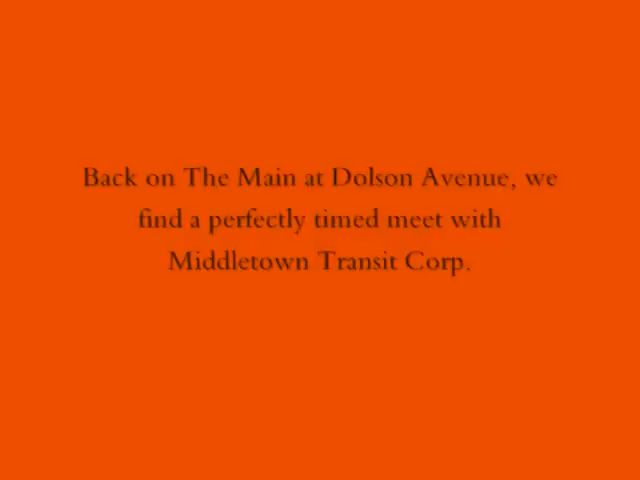 Back on The Main at Dolson Avenue, we
find a perfectly timed meet with
Middletown Transit Corp.